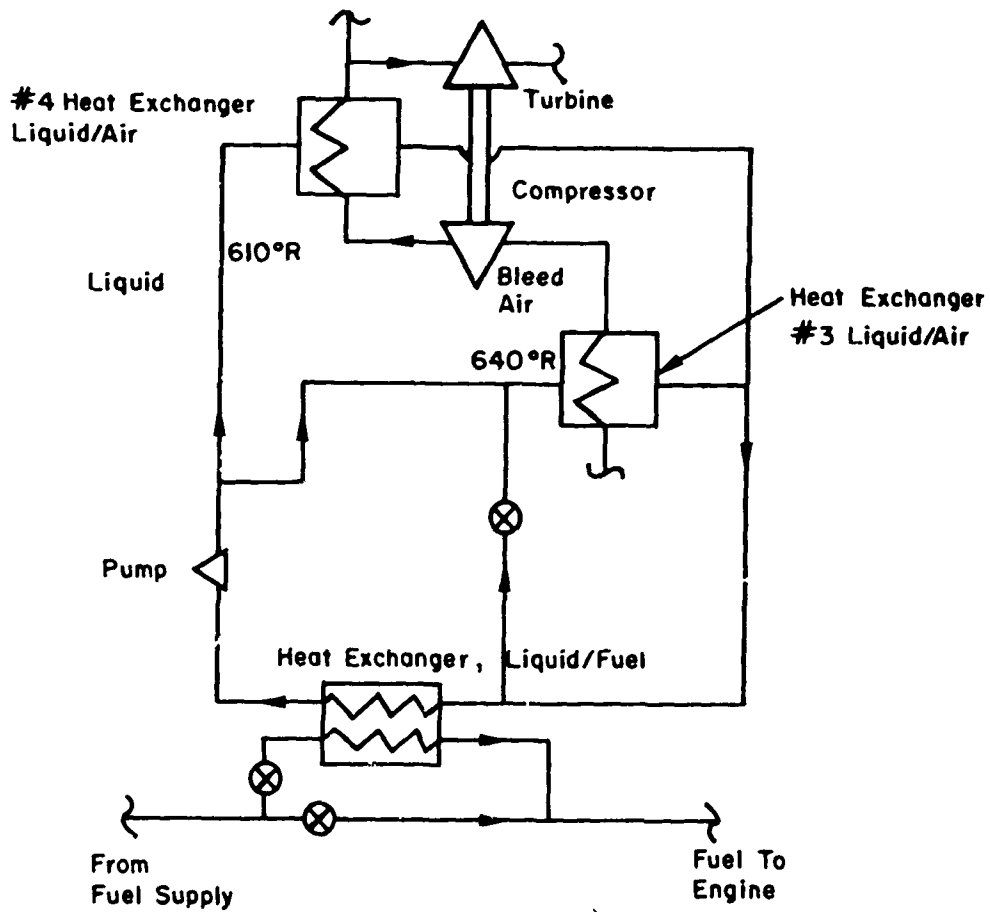 #4 Heat Exchanger
Liquid/Air
Turbine
Compressor
610°R
Liquid
Bleed
Air
Heat Exchanger
#3 Liquid/Air
640°R
Pump
Heat Exchanger, Liquid/Fuel
From
Fuel Supply
Fuel To
Engine